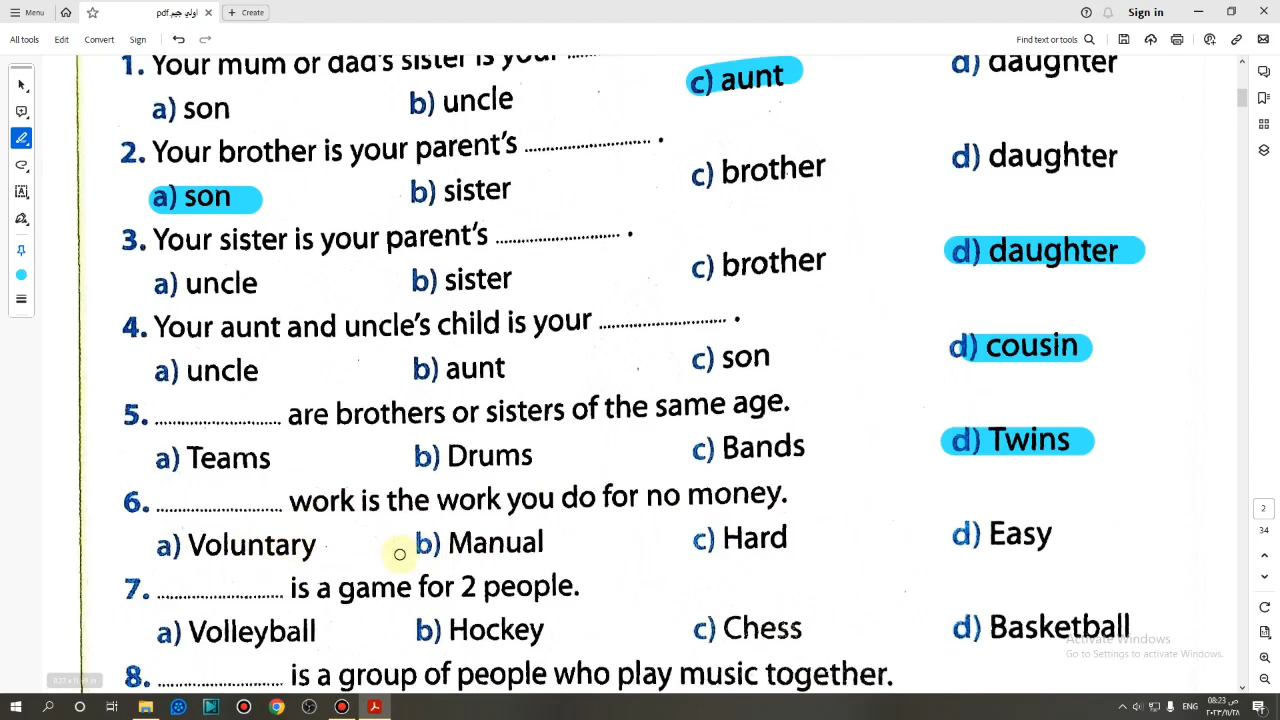 Menu
اولي جيم.pdf
Create
Sign in
All tools Edit Convert Sign
Find text or tools
1. Your mum or dad's sister is your ........
a) son b) uncle c) aunt d) daughter
2. Your brother is your parent's ........................ .
a) son b) sister c) brother d) daughter
3. Your sister is your parent's ........................ .
a) uncle b) sister c) brother d) daughter
4. Your aunt and uncle's child is your ........................ .
a) uncle b) aunt c) son d) cousin
5. ........................ are brothers or sisters of the same age.
a) Teams b) Drums c) Bands d) Twins
6. ........................ work is the work you do for no money.
a) Voluntary b) Manual c) Hard d) Easy
7. ........................ is a game for 2 people.
a) Volleyball b) Hockey c) Chess d) Basketball
8. ........................ is a group of people who play music together.
2
34
Activate Windows
Go to Settings to activate Windows.
ENG
08:23 ص